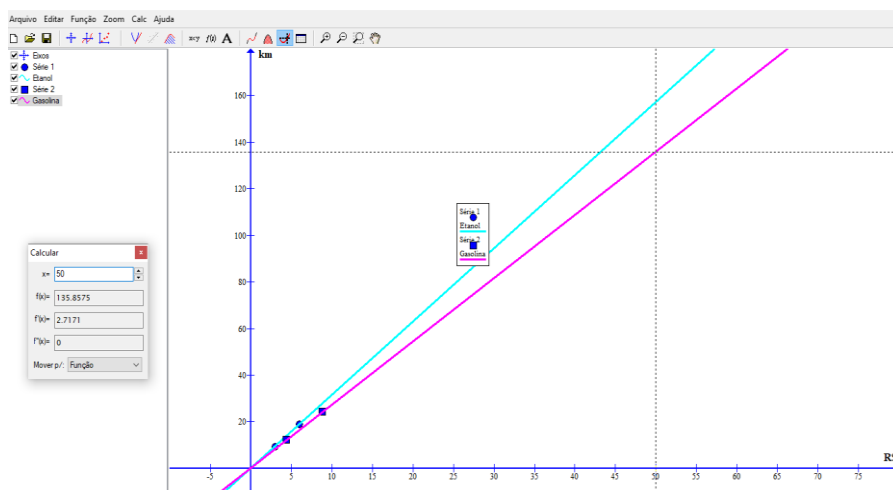 Arquivo Editar Função Zoom Calc Ajuda
A
Eixos
Série 1
Etanol
Série 2
Gasolina
km
160
140
120
100
80
60
40
20
Série 1
Etanol
Série 2
Gasolina
Calcular
x= 50
f(x)= 135.8575
f'(x)= 2.7171
f''(x)= 0
Mover p/: Função
-5 5 10 15 20 25 30 35 40 45 50 55 60 65 70 75